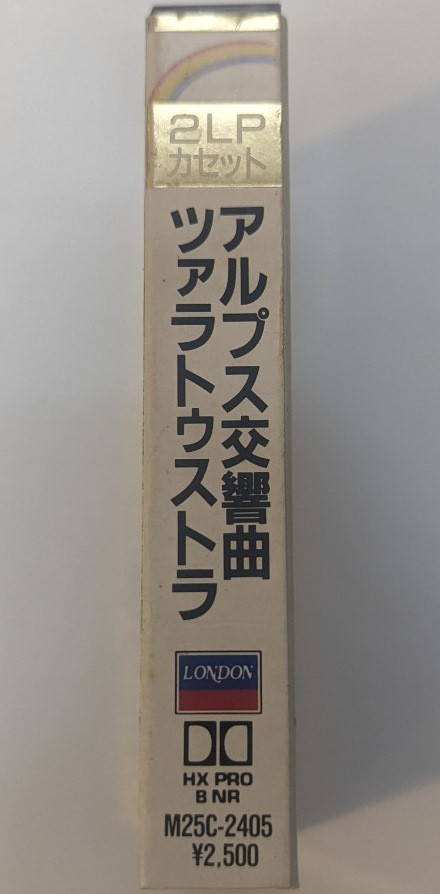 2LP
カセット
アルプス交響曲
ツァラトゥストラ
LONDON
HX PRO
B NR
M25C-2405
¥2,500